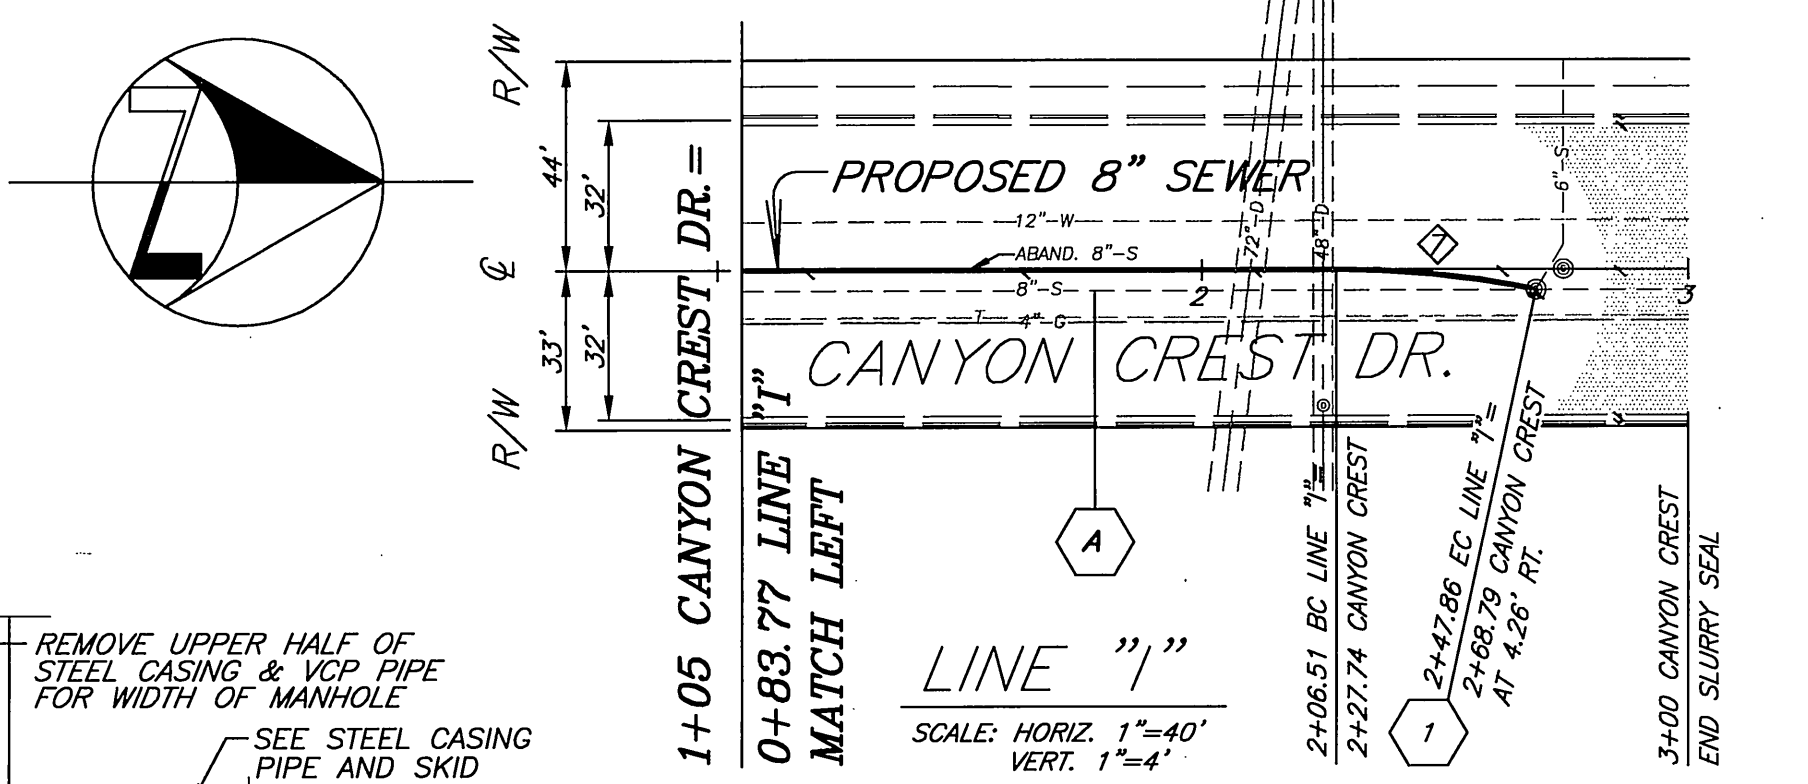 R/W
44'
32'
℄
33'
32'
R/W
Z
PROPOSED 8" SEWER
12"-W
ABAND. 8"-S
8"-S
T 4"-G
72"-D
48"-D
6"-S
7
2
3
CANYON CREST DR.
A
1+05 CANYON CREST DR. =
0+83.77 LINE "I"
MATCH LEFT
LINE "I"
SCALE: HORIZ. 1"=40'
VERT. 1"=4'
2+06.51 BC LINE "I"=
2+27.74 CANYON CREST
2+47.86 EC LINE "I"=
2+68.79 CANYON CREST
AT 4.26' RT.
1
3+00 CANYON CREST
END SLURRY SEAL
REMOVE UPPER HALF OF
STEEL CASING & VCP PIPE
FOR WIDTH OF MANHOLE
SEE STEEL CASING
PIPE AND SKID